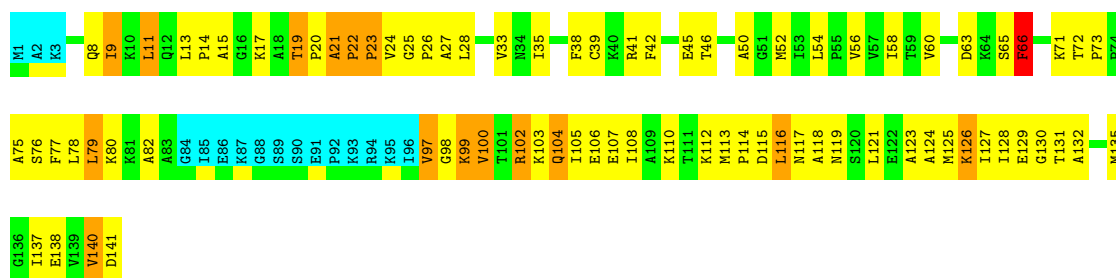 M1 A2 K3 Q8 I9 K10 L11 Q12 L13 P14 A15 G16 K17 A18 T19 P20 A21 P22 P23 V24 G25 P26 A27 L28 V33 N34 I35 F38 C39 K40 R41 F42 E45 T46 A50 G51 M52 I53 L54 P55 V56 V57 I58 T59 V60 D63 K64 S65 F66 K71 T72 P73 P74
A75 S76 F77 L78 L79 K80 K81 A82 A83 G84 I85 E86 K87 G88 S89 S90 E91 P92 K93 R94 K95 I96 V97 G98 K99 V100 T101 R102 K103 Q104 I105 E106 E107 I108 A109 K110 T111 K112 M113 P114 D115 L116 N117 A118 N119 S120 L121 E122 A123 A124 M125 K126 I127 I128 E129 G130 T131 A132 M135
G136 I137 E138 V139 V140 D141